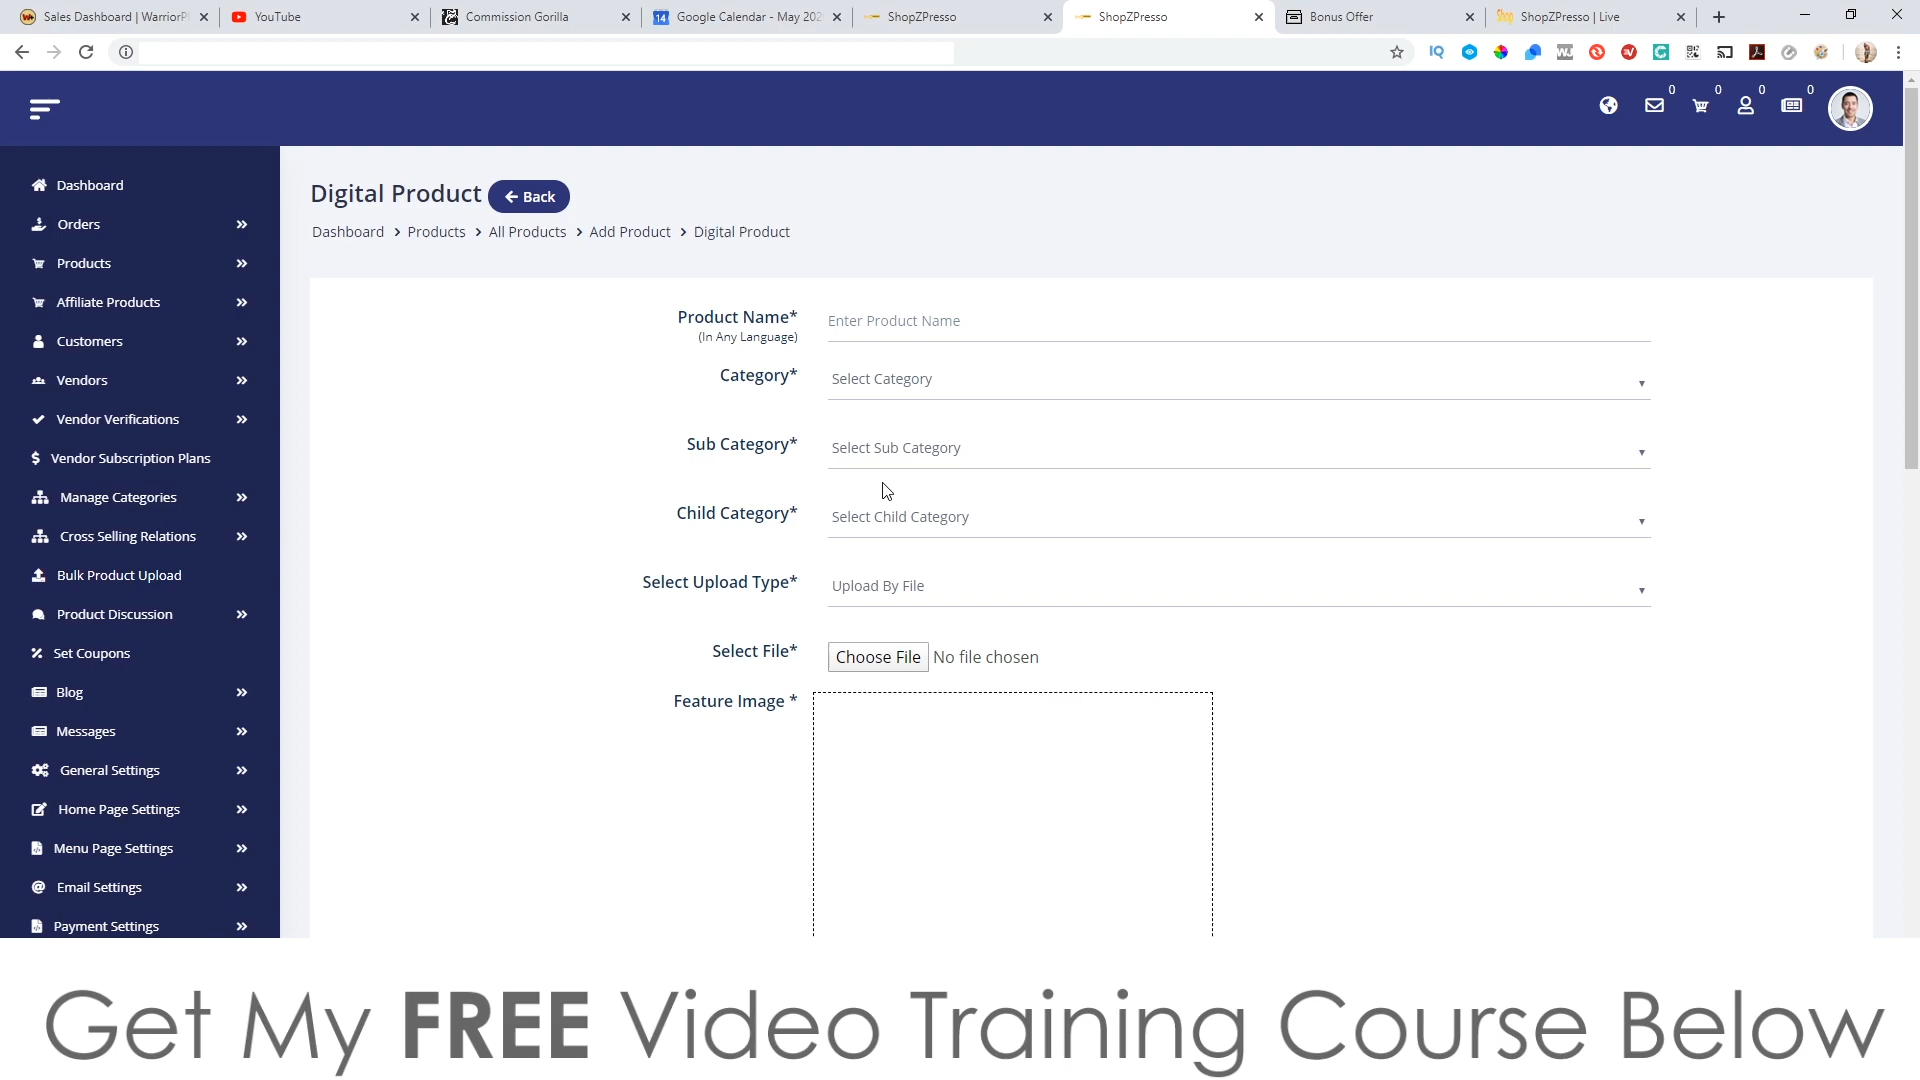 Sales Dashboard | WarriorPl
YouTube
Commission Gorilla
Google Calendar - May 202
ShopZPresso
ShopZPresso
Bonus Offer
ShopZPresso | Live
0
0
0
0
Dashboard
Orders
Products
Affiliate Products
Customers
Vendors
Vendor Verifications
Vendor Subscription Plans
Manage Categories
Cross Selling Relations
Bulk Product Upload
Product Discussion
Set Coupons
Blog
Messages
General Settings
Home Page Settings
Menu Page Settings
Email Settings
Payment Settings
Digital Product
Back
Dashboard > Products > All Products > Add Product > Digital Product
Product Name*
(In Any Language)
Enter Product Name
Category*
Select Category
Sub Category*
Select Sub Category
Child Category*
Select Child Category
Select Upload Type*
Upload By File
Select File*
Choose File No file chosen
Feature Image *
Get My FREE Video Training Course Below